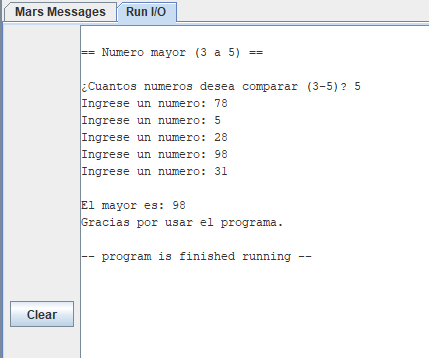 Mars Messages Run I/O
== Numero mayor (3 a 5) ==
¿Cuantos numeros desea comparar (3-5)? 5
Ingrese un numero: 78
Ingrese un numero: 5
Ingrese un numero: 28
Ingrese un numero: 98
Ingrese un numero: 31
El mayor es: 98
Gracias por usar el programa.
-- program is finished running --
Clear